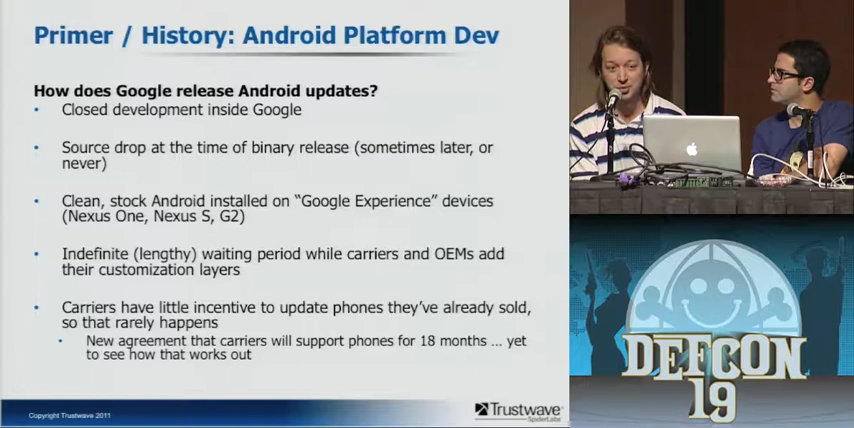 Primer / History: Android Platform Dev
How does Google release Android updates?
• Closed development inside Google
• Source drop at the time of binary release (sometimes later, or
never)
• Clean, stock Android installed on “Google Experience” devices
(Nexus One, Nexus S, G2)
• Indefinite (lengthy) waiting period while carriers and OEMs add
their customization layers
• Carriers have little incentive to update phones they’ve already sold,
so that rarely happens
• New agreement that carriers will support phones for 18 months … yet
to see how that works out
Copyright Trustwave 2011
Trustwave®
SpiderLabs
DEFCON
19